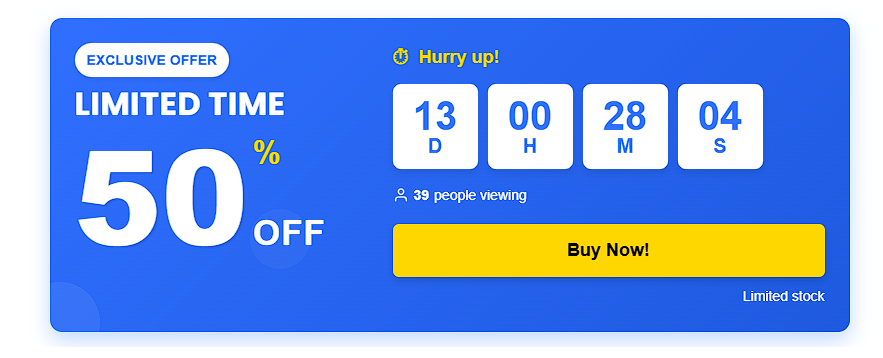 EXCLUSIVE OFFER
LIMITED TIME
50%
OFF
Hurry up!
13 00 28 04
D H M S
39 people viewing
Buy Now!
Limited stock